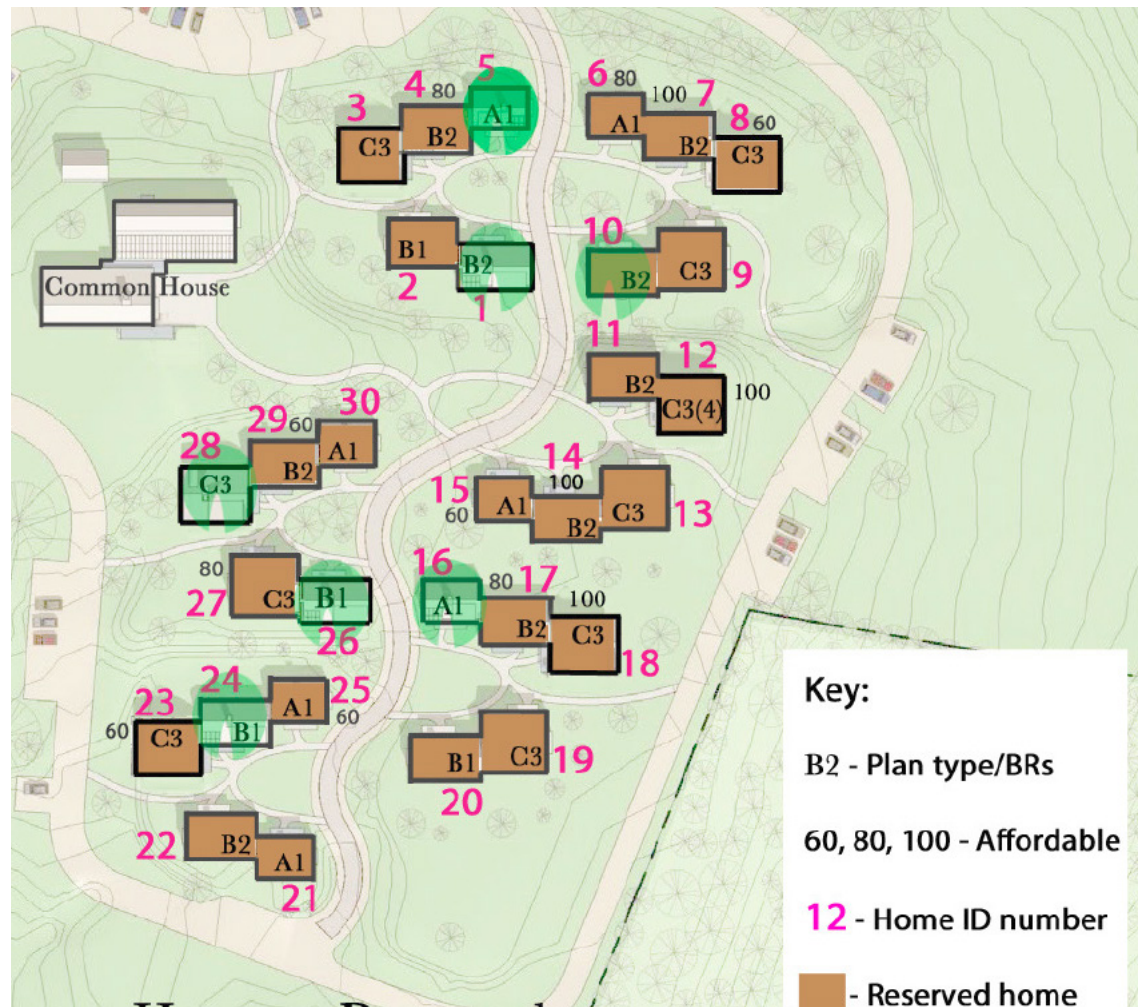 5
4 80
3
A1
B2
C3
6 80
100 7
8 60
A1
B2
C3
B1
B2
2
1
10
B2
C3
9
Common House
11
12
B2
C3(4)
100
30
29 60
28
A1
B2
C3
14
15
100
A1
60
B2
C3
13
80
27
C3
B1
26
16
80 17
100
A1
B2
C3
18
24
23
25
A1
60
60
C3
B1
B1
C3
19
20
22
B2
A1
21
Key:
B2 - Plan type/BRs
60, 80, 100 - Affordable
12 - Home ID number
- Reserved home